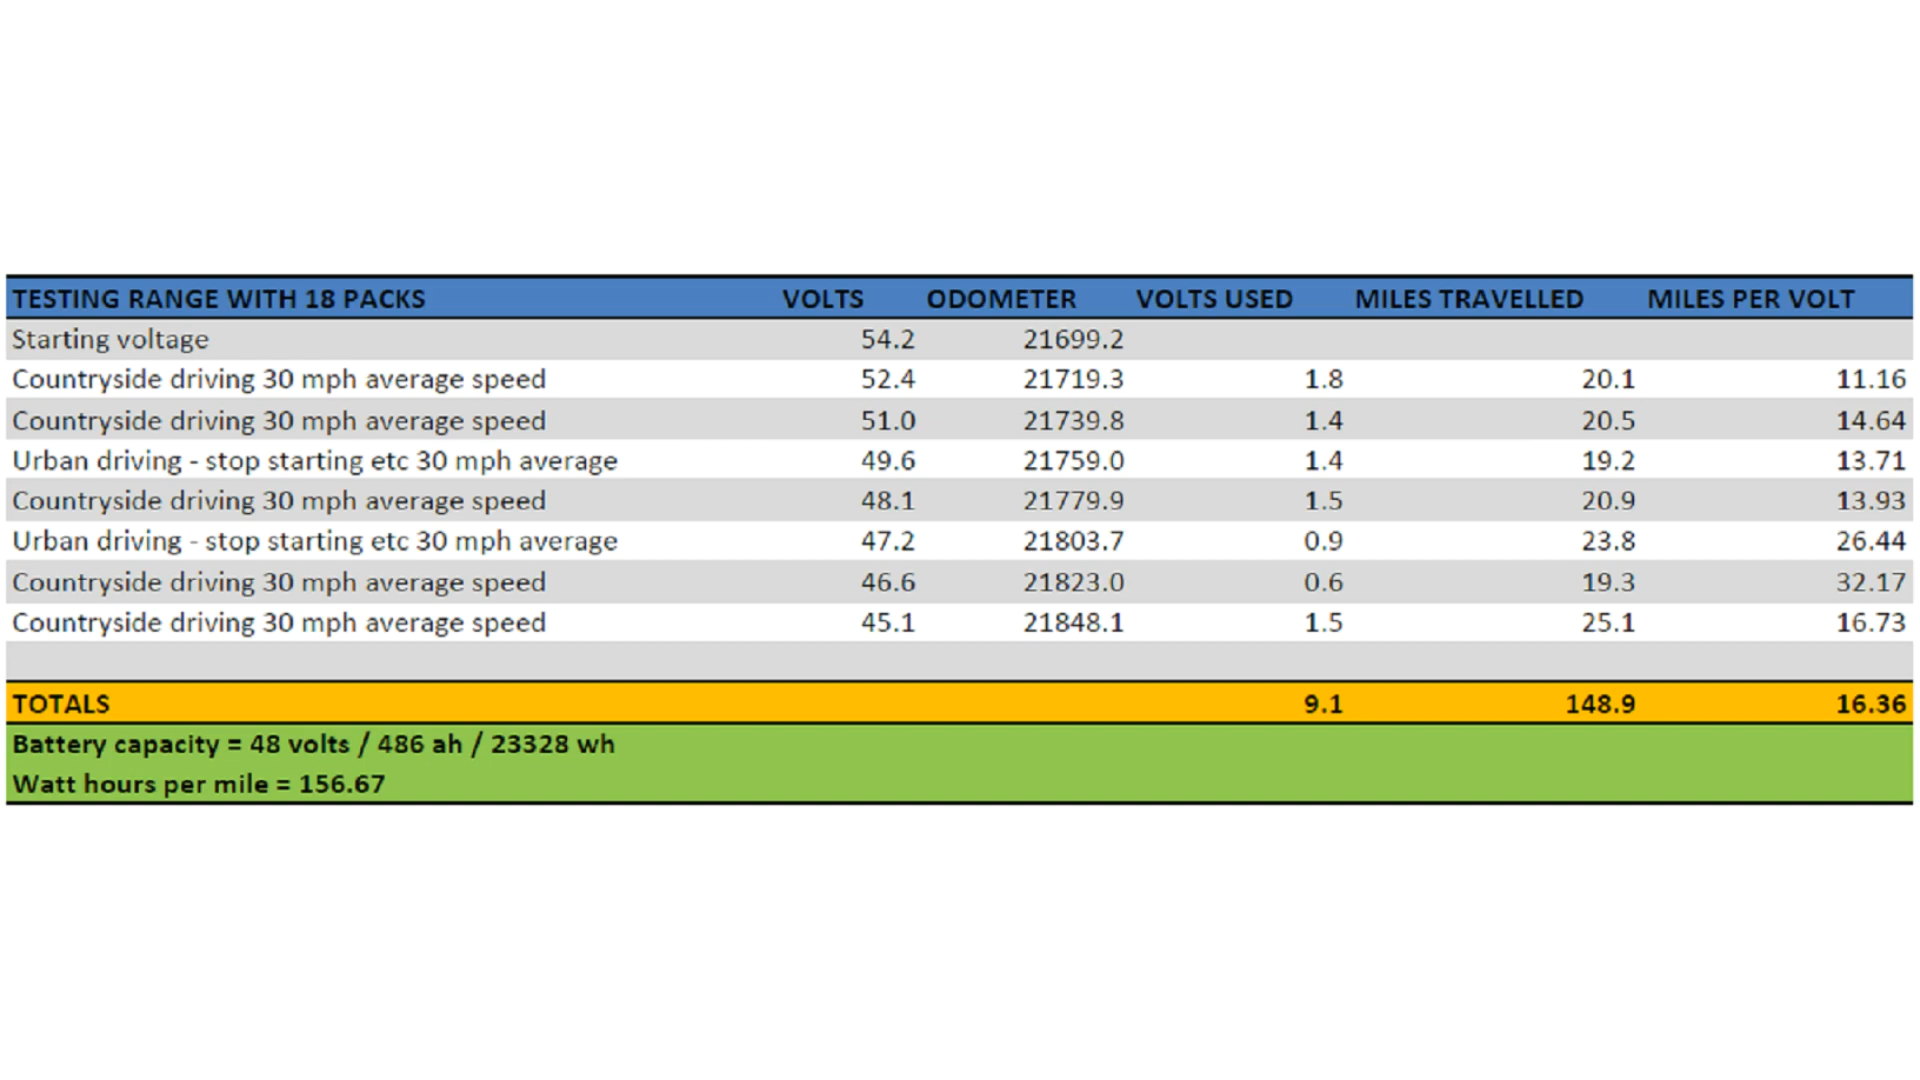 TESTING RANGE WITH 18 PACKS VOLTS ODOMETER VOLTS USED MILES TRAVELLED MILES PER VOLT
Starting voltage 54.2 21699.2
Countryside driving 30 mph average speed 52.4 21719.3 1.8 20.1 11.16
Countryside driving 30 mph average speed 51.0 21739.8 1.4 20.5 14.64
Urban driving - stop starting etc 30 mph average 49.6 21759.0 1.4 19.2 13.71
Countryside driving 30 mph average speed 48.1 21779.9 1.5 20.9 13.93
Urban driving - stop starting etc 30 mph average 47.2 21803.7 0.9 23.8 26.44
Countryside driving 30 mph average speed 46.6 21823.0 0.6 19.3 32.17
Countryside driving 30 mph average speed 45.1 21848.1 1.5 25.1 16.73
TOTALS 9.1 148.9 16.36
Battery capacity = 48 volts / 486 ah / 23328 wh
Watt hours per mile = 156.67